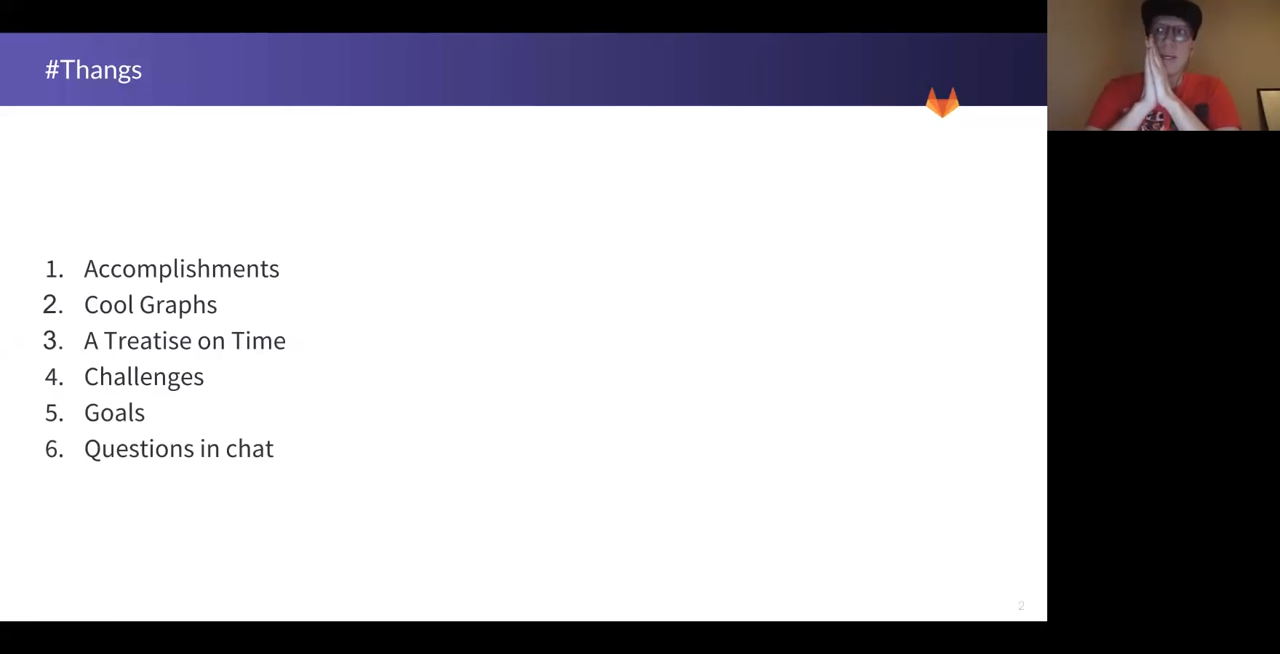 #Thangs
1. Accomplishments
2. Cool Graphs
3. A Treatise on Time
4. Challenges
5. Goals
6. Questions in chat
2